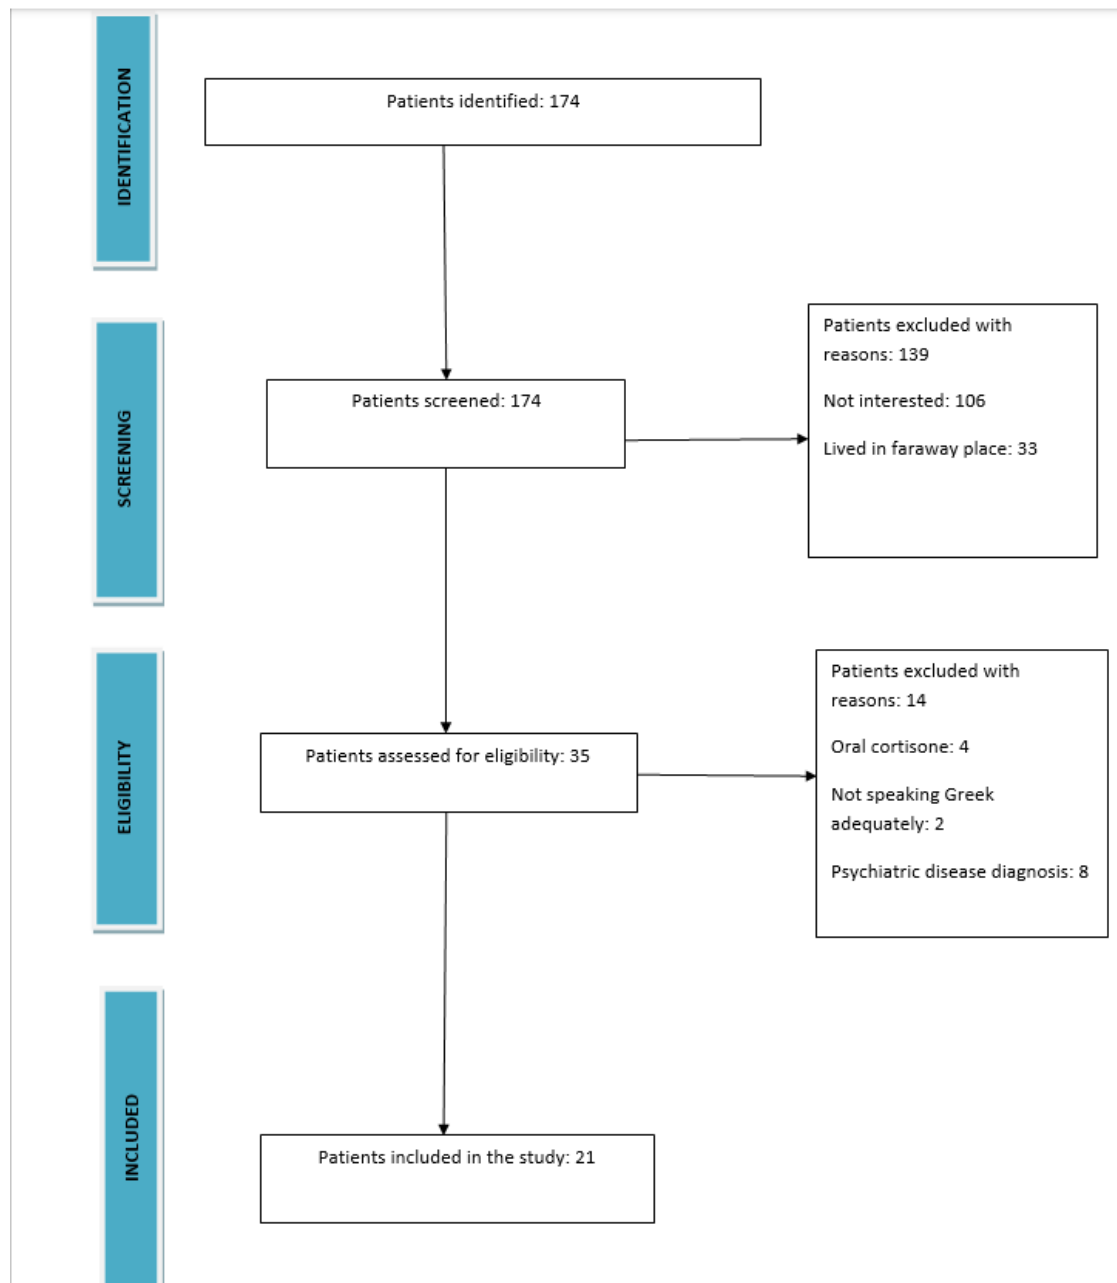 IDENTIFICATION
Patients identified: 174
SCREENING
Patients screened: 174
Patients excluded with
reasons: 139
Not interested: 106
Lived in faraway place: 33
ELIGIBILITY
Patients assessed for eligibility: 35
Patients excluded with
reasons: 14
Oral cortisone: 4
Not speaking Greek
adequately: 2
Psychiatric disease diagnosis: 8
INCLUDED
Patients included in the study: 21